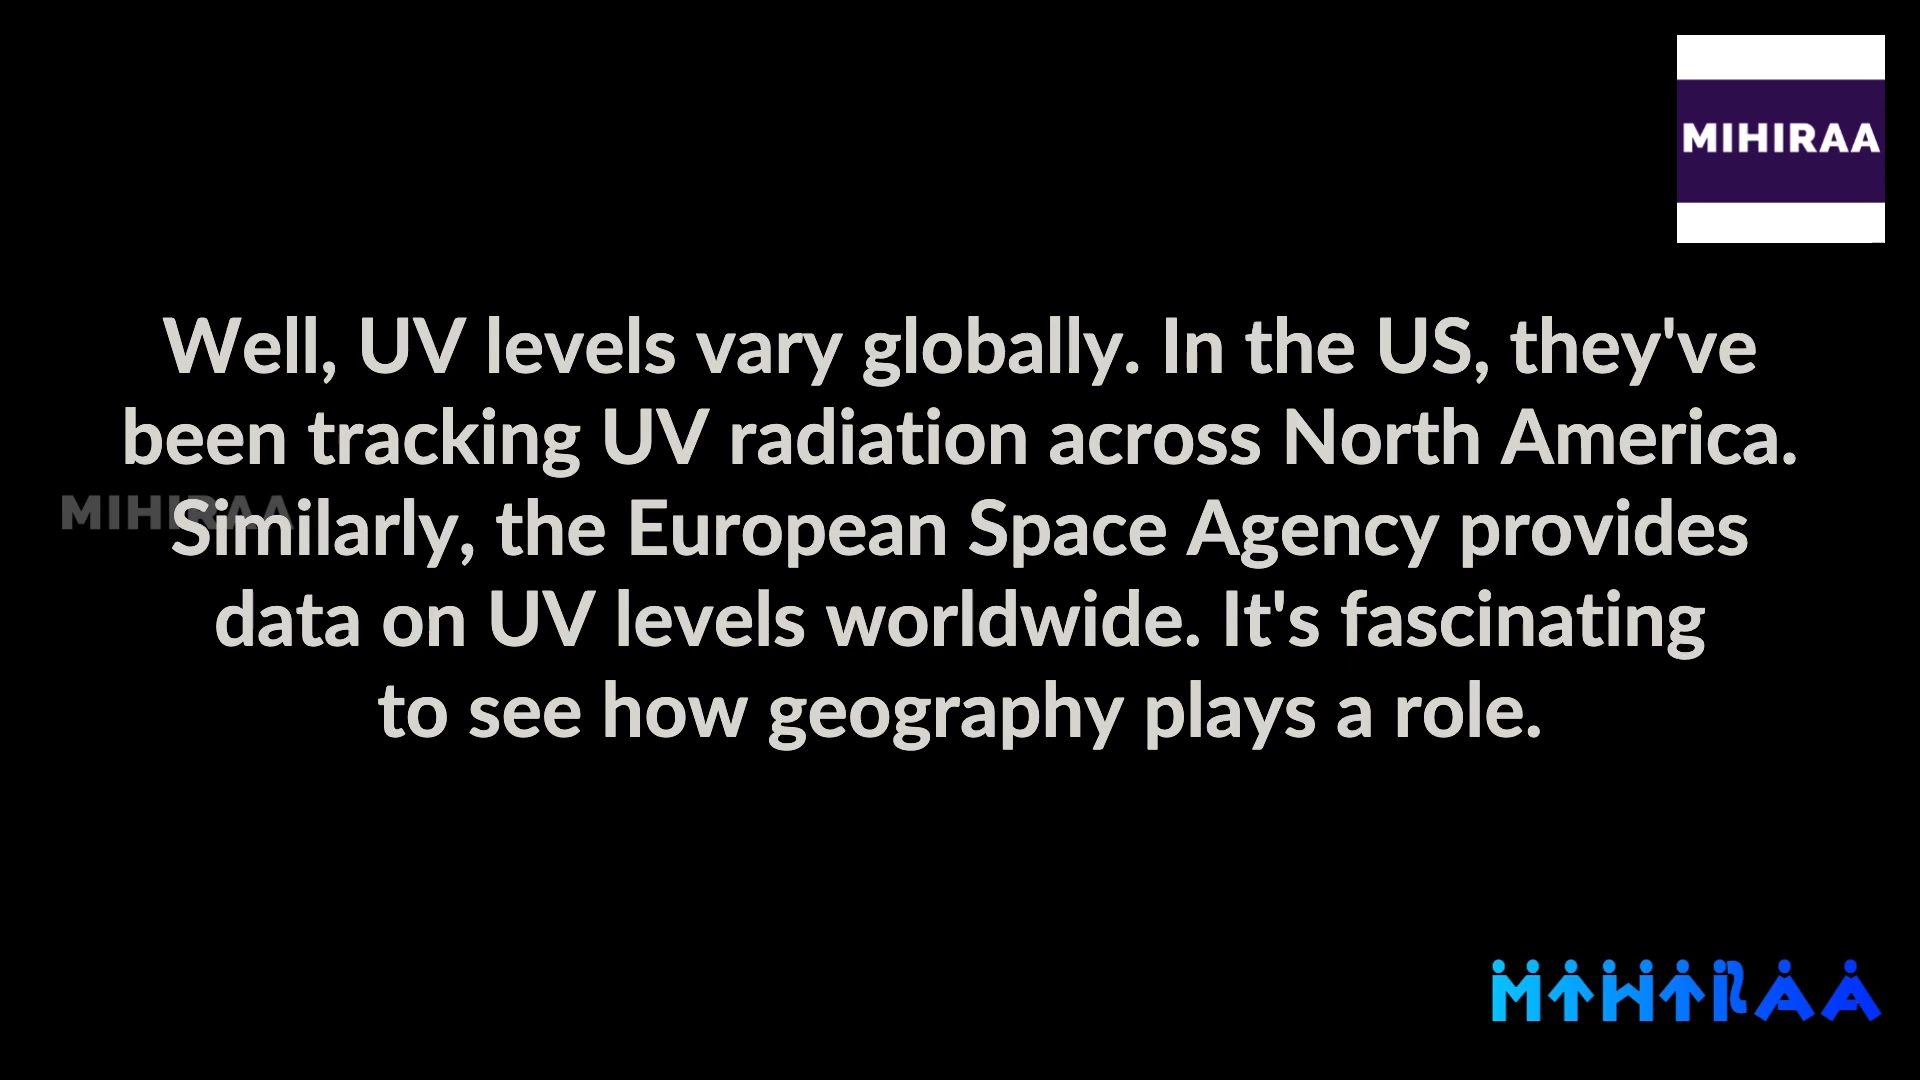 MIHIRAA
Well, UV levels vary globally. In the US, they've
been tracking UV radiation across North America.
MIHIRAA
Similarly, the European Space Agency provides
data on UV levels worldwide. It's fascinating
to see how geography plays a role.
MIHIRAA